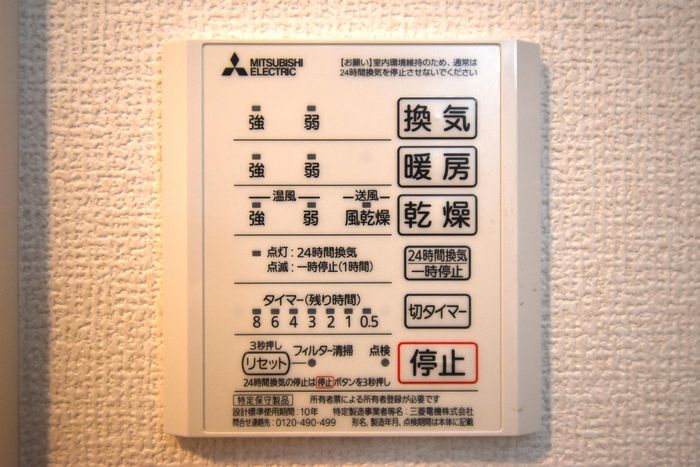 MITSUBISHI
ELECTRIC
【お願い】室内環境維持のため、通常は
24時間換気を停止させないでください
強 弱 換気
強 弱 暖房
温風 送風
強 弱 風乾燥 乾燥
点灯：24時間換気
点滅：一時停止(1時間)
24時間換気
一時停止
タイマー(残り時間)
8 6 4 3 2 1 0.5
切タイマー
3秒押し
リセット フィルター清掃 点検
停止
24時間換気の停止は停止ボタンを3秒押し
特定保守製品 所有者票による所有者登録が必要です
設計標準使用期間：10年 特定製造事業者等名：三菱電機株式会社
問合せ連絡先：0120-490-499 形名、製造年月、点検期間は本体に記載